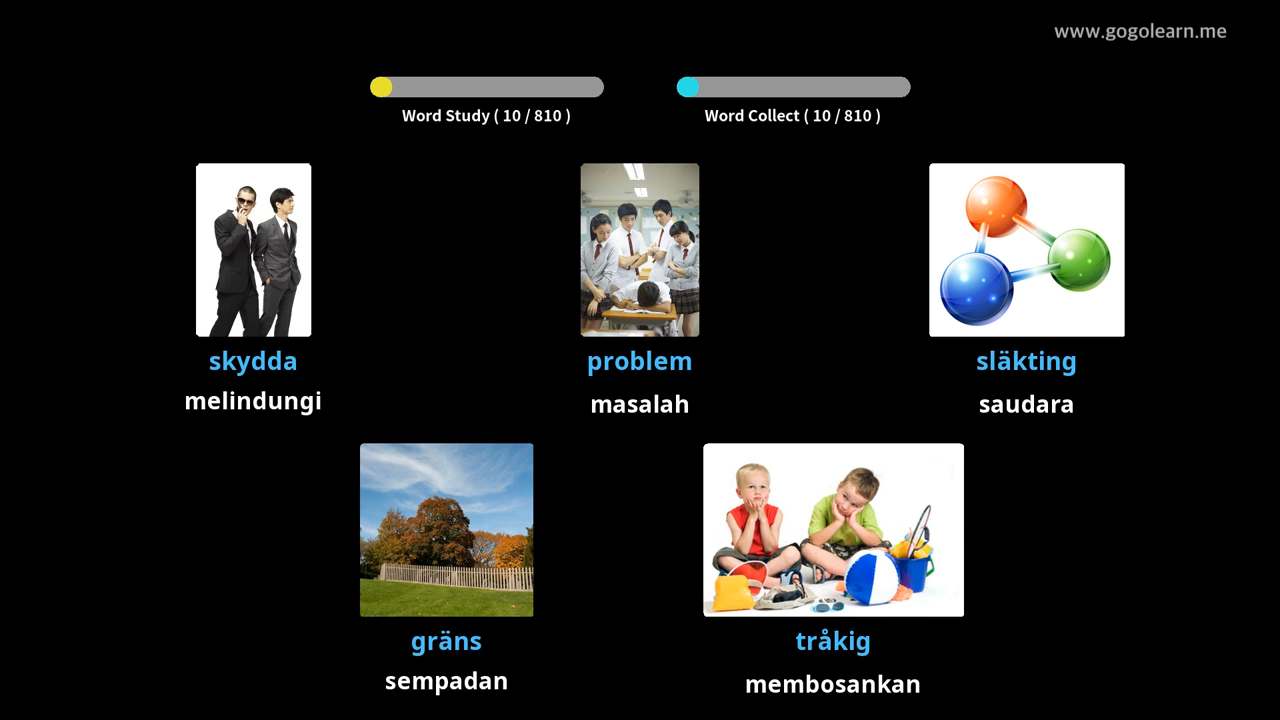 www.gogolearn.me
Word Study ( 10 / 810 )
Word Collect ( 10 / 810 )
skydda
melindungi
problem
masalah
släkting
saudara
gräns
sempadan
tråkig
membosankan